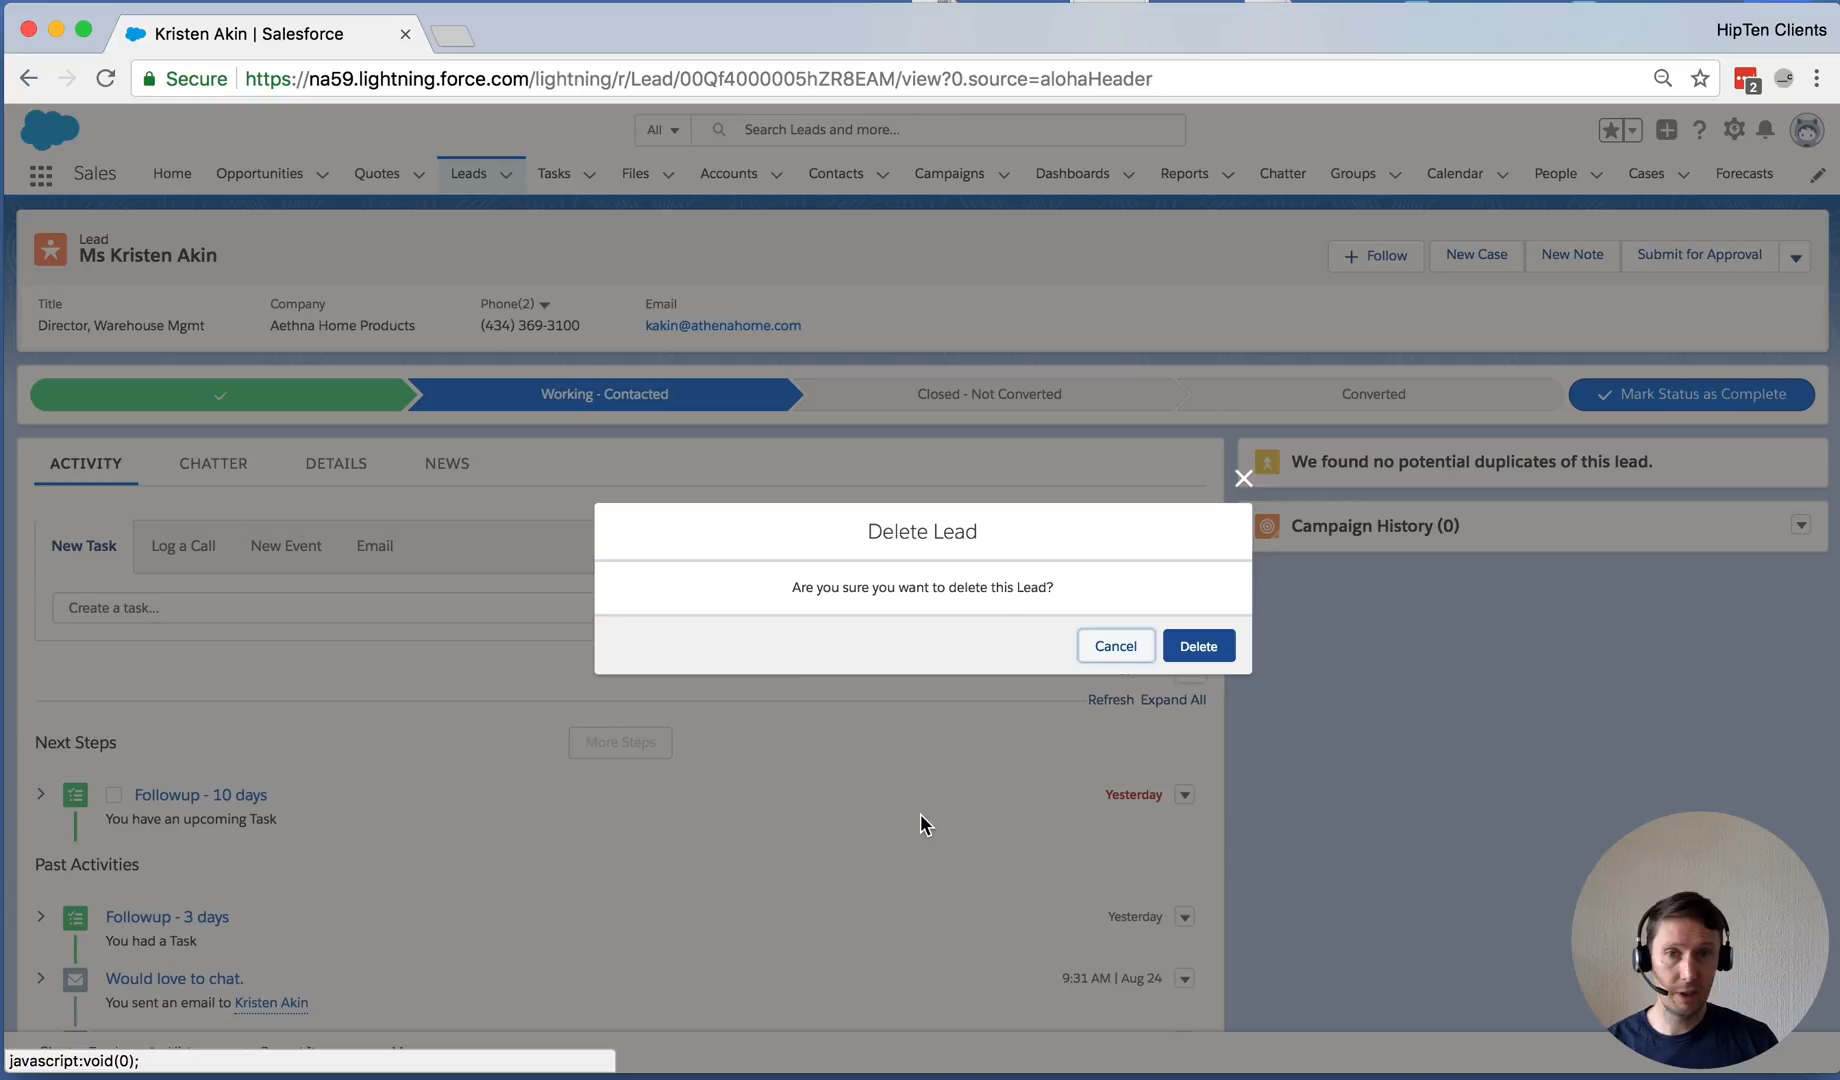 Kristen Akin | Salesforce
HipTen Clients
Secure https://na59.lightning.force.com/lightning/r/Lead/00Qf4000005hZR8EAM/view?0.source=alohaHeader
2
All Search Leads and more...
Sales Home Opportunities Quotes Leads Tasks Files Accounts Contacts Campaigns Dashboards Reports Chatter Groups Calendar People Cases Forecasts
Lead
Ms Kristen Akin
+ Follow New Case New Note Submit for Approval
Title Company Phone(2) Email
Director, Warehouse Mgmt Aethna Home Products (434) 369-3100 kakin@athenahome.com
Working - Contacted Closed - Not Converted Converted Mark Status as Complete
ACTIVITY CHATTER DETAILS NEWS
We found no potential duplicates of this lead.
Campaign History (0)
Delete Lead
New Task Log a Call New Event Email
Are you sure you want to delete this Lead?
Create a task...
Cancel Delete
Refresh Expand All
Next Steps More Steps
Followup - 10 days Yesterday
You have an upcoming Task
Past Activities
Followup - 3 days Yesterday
You had a Task
Would love to chat. 9:31 AM | Aug 24
You sent an email to Kristen Akin
javascript:void(0);